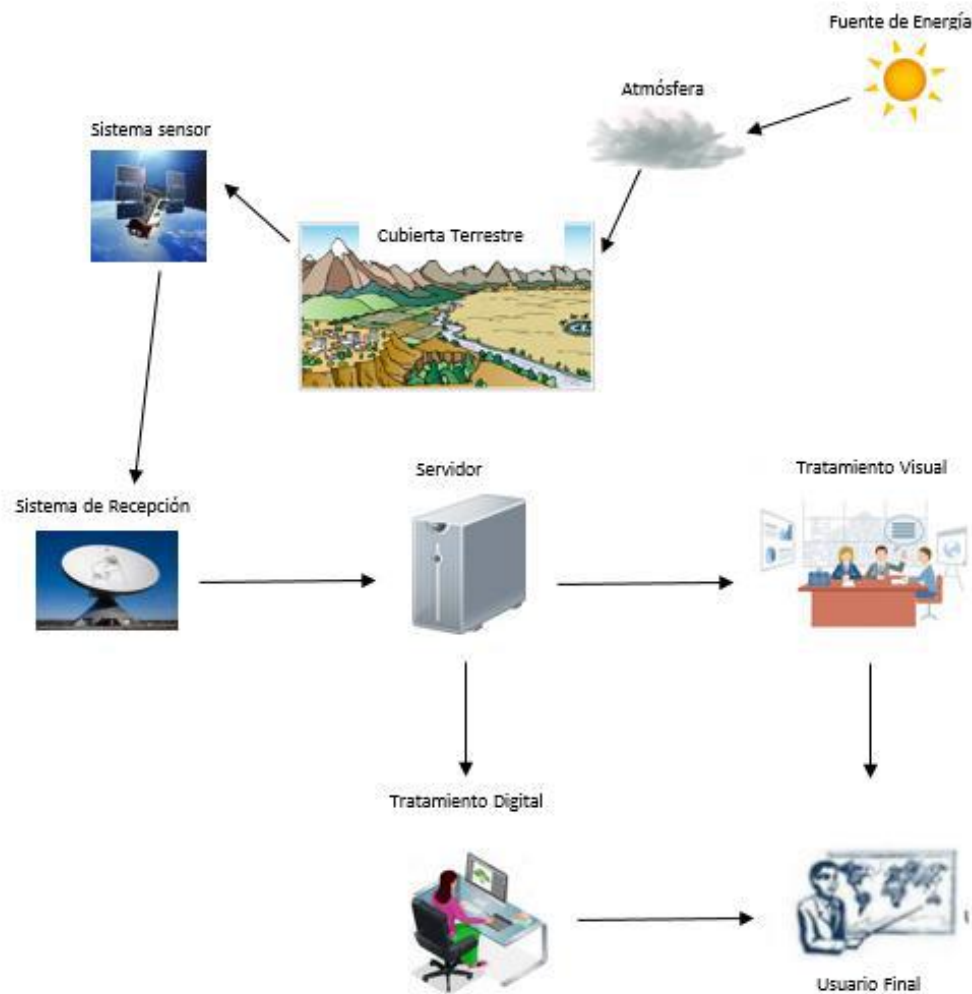 Fuente de Energía
Atmósfera
Sistema sensor
Cubierta Terrestre
Sistema de Recepción
Servidor
Tratamiento Visual
Tratamiento Digital
Usuario Final